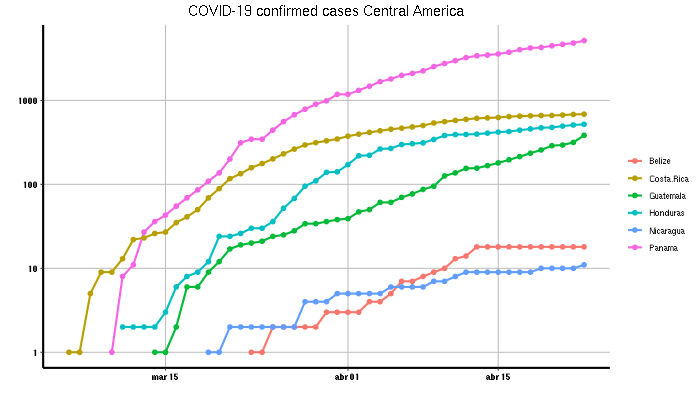 COVID-19 confirmed cases Central America
1000
100
10
1
mar 15
abr 01
abr 15
Belize
Costa.Rica
Guatemala
Honduras
Nicaragua
Panama